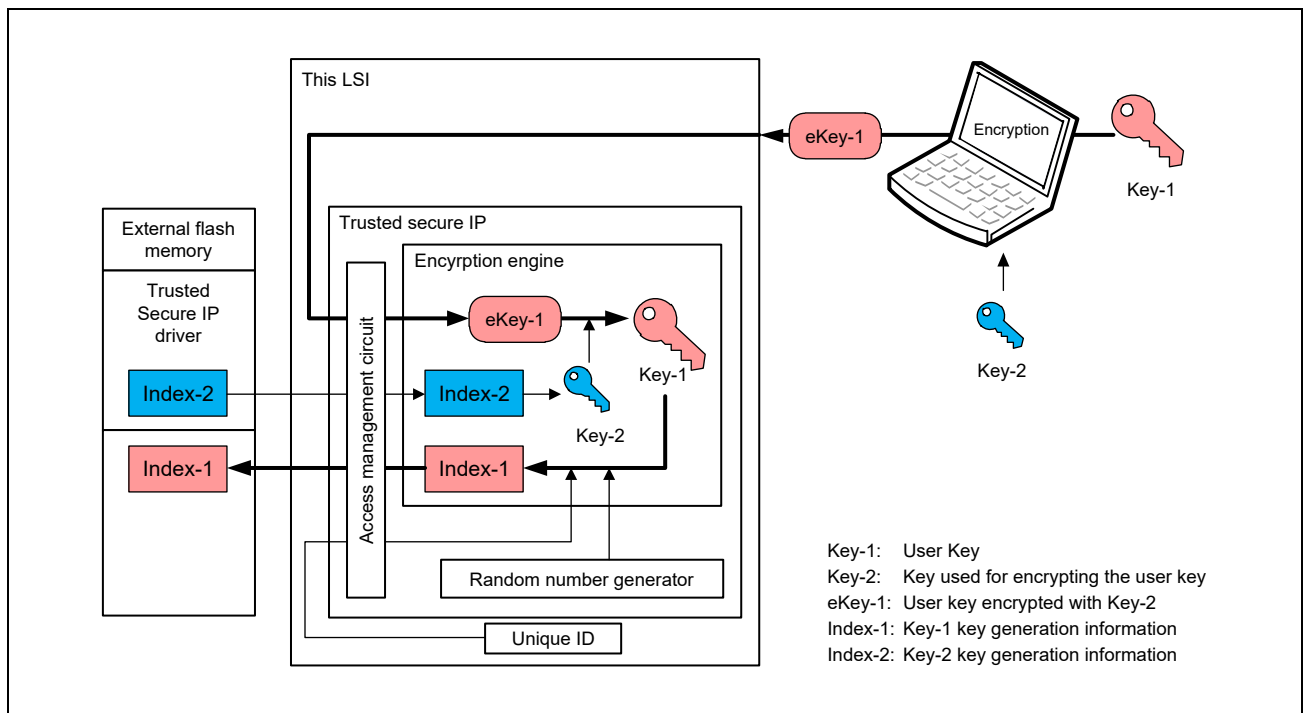 This LSI
eKey-1
Encryption
Key-1
Trusted secure IP
External flash
memory
Encyrption engine
Trusted
Secure IP
driver
Access management circuit
eKey-1
Key-1
Key-2
Index-2
Index-2
Key-2
Index-1
Index-1
Random number generator
Unique ID
Key-1: User Key
Key-2: Key used for encrypting the user key
eKey-1: User key encrypted with Key-2
Index-1: Key-1 key generation information
Index-2: Key-2 key generation information